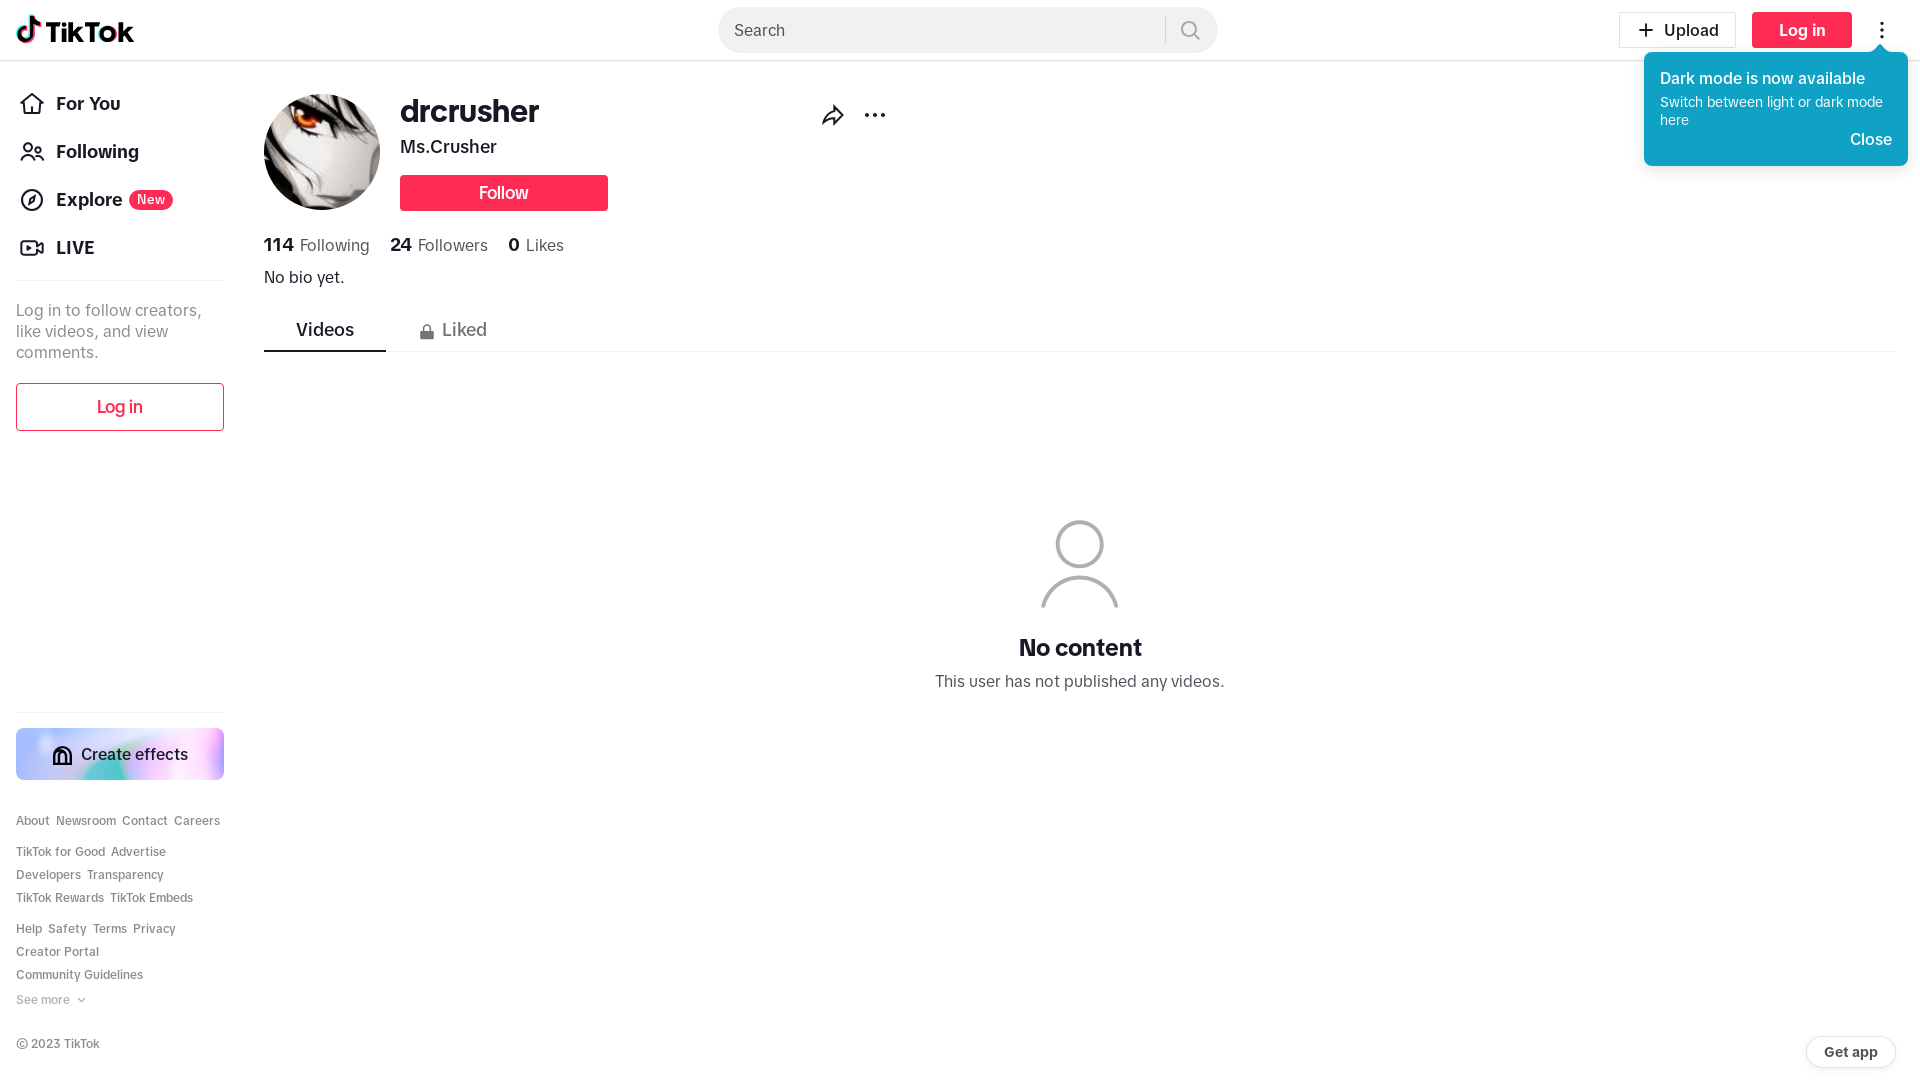 TikTok
Search
Upload
Log in
Dark mode is now available
Switch between light or dark mode
here
Close
For You
Following
Explore New
LIVE
Log in to follow creators,
like videos, and view
comments.
Log in
drcrusher
Ms.Crusher
Follow
114 Following 24 Followers 0 Likes
No bio yet.
Videos Liked
No content
This user has not published any videos.
Create effects
About Newsroom Contact Careers
TikTok for Good Advertise
Developers Transparency
TikTok Rewards TikTok Embeds
Help Safety Terms Privacy
Creator Portal
Community Guidelines
See more
© 2023 TikTok
Get app